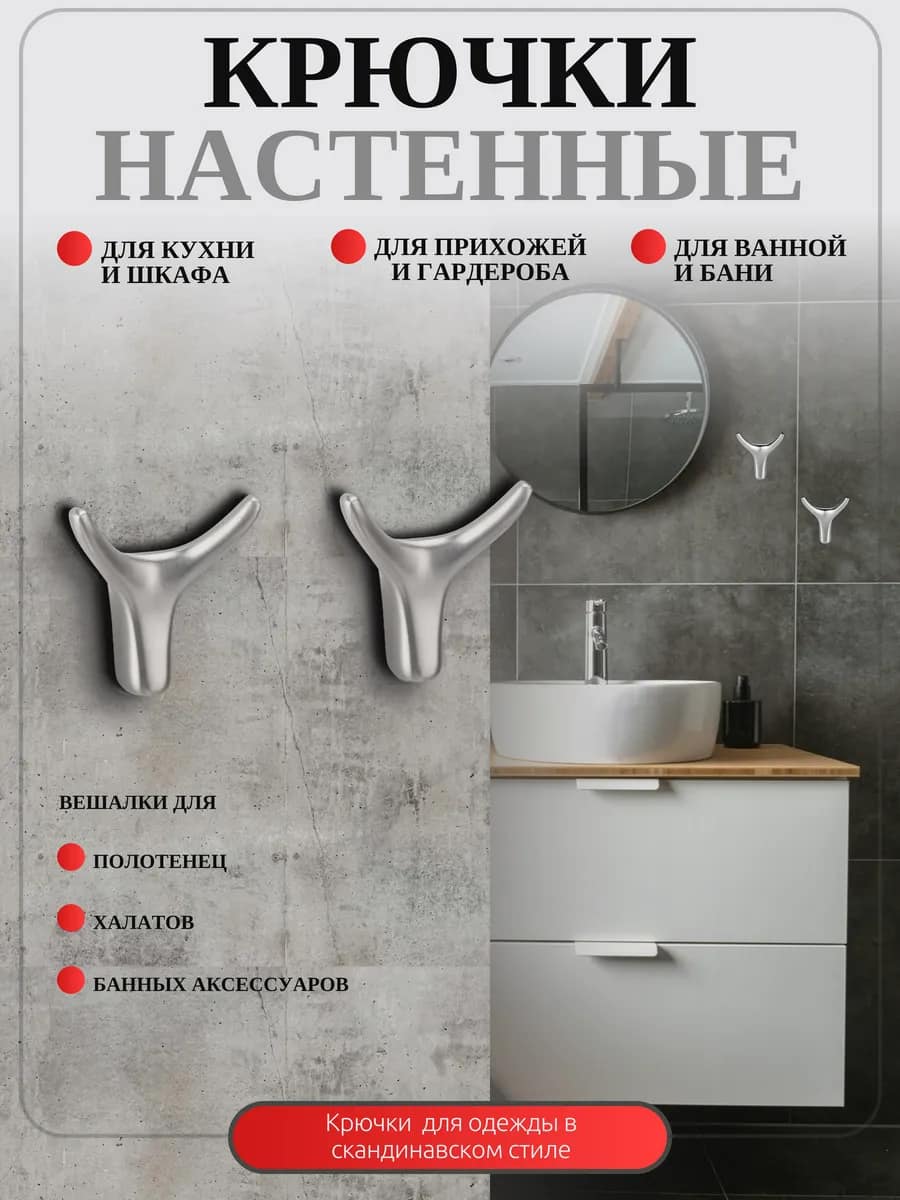 КРЮЧКИ
НАСТЕННЫЕ
ДЛЯ КУХНИ
И ШКАФА
ДЛЯ ПРИХОЖЕЙ
И ГАРДЕРОБА
ДЛЯ ВАННОЙ
И БАНИ
ВЕШАЛКИ ДЛЯ
ПОЛОТЕНЕЦ
ХАЛАТОВ
БАННЫХ АКСЕССУАРОВ
Крючки для одежды в
скандинавском стиле